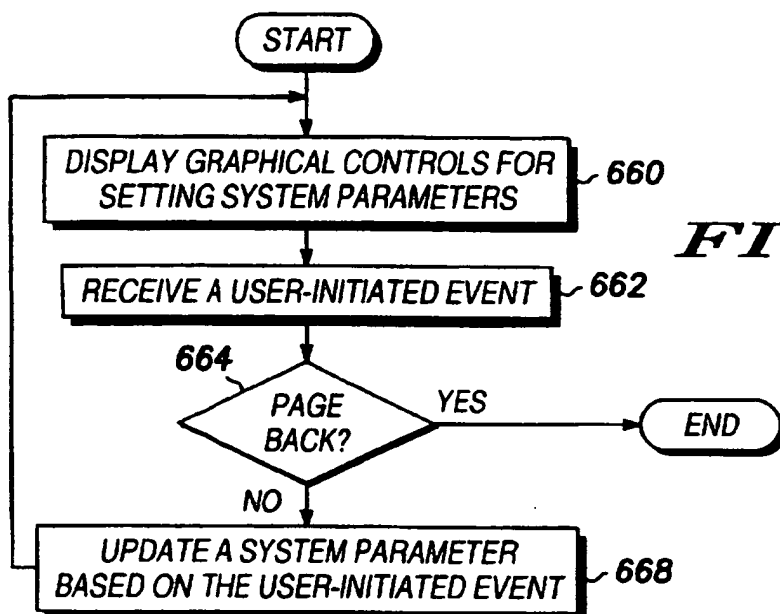 START
DISPLAY GRAPHICAL CONTROLS FOR
SETTING SYSTEM PARAMETERS
660
FI
RECEIVE A USER-INITIATED EVENT
662
664
PAGE
BACK?
YES
END
NO
UPDATE A SYSTEM PARAMETER
BASED ON THE USER-INITIATED EVENT
668